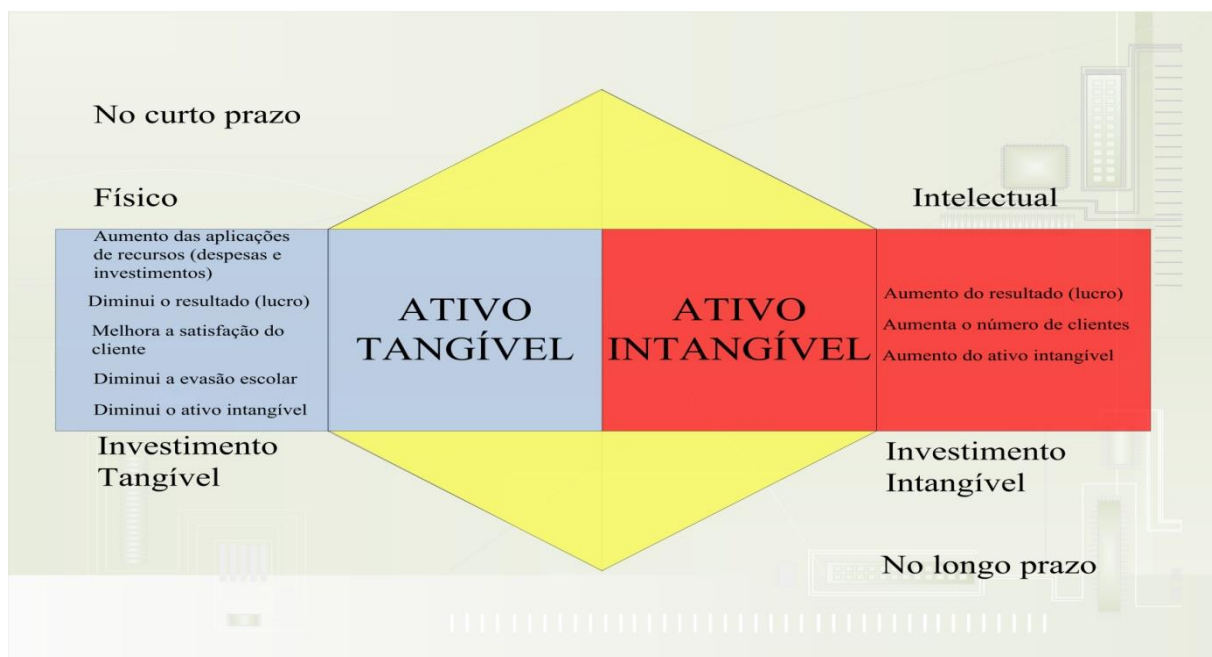 No curto prazo
Físico
Aumento das aplicações
de recursos (despesas e
investimentos)
Diminui o resultado (lucro)
Melhora a satisfação do
cliente
Diminui a evasão escolar
Diminui o ativo intangível
Investimento
Tangível
ATIVO
TANGÍVEL
ATIVO
INTANGÍVEL
Intelectual
Aumento do resultado (lucro)
Aumenta o número de clientes
Aumento do ativo intangível
Investimento
Intangível
No longo prazo